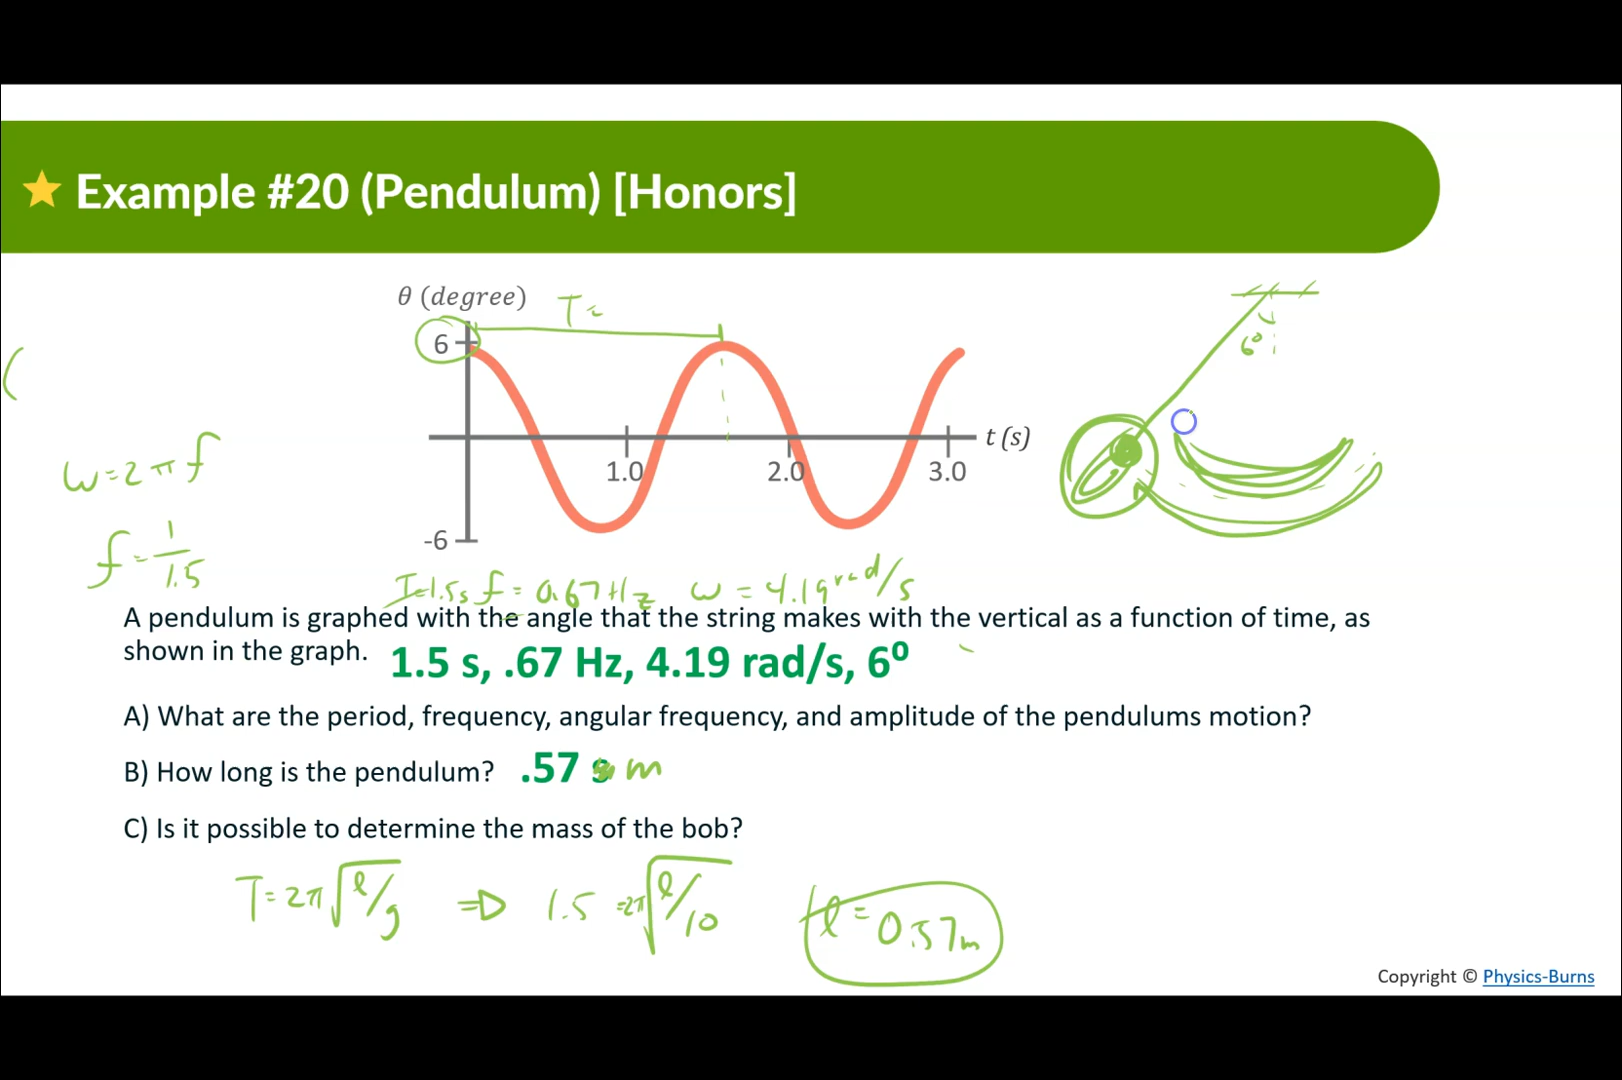 Example #20 (Pendulum) [Honors]
θ (degree)
T=
6
6°
t (s)
1.0
2.0
3.0
-6
(
ω=2πf
f=1/1.5
T=1.5s f=0.67Hz ω=4.19rad/s
A pendulum is graphed with the angle that the string makes with the vertical as a function of time, as
shown in the graph. 1.5 s, .67 Hz, 4.19 rad/s, 6⁰
A) What are the period, frequency, angular frequency, and amplitude of the pendulums motion?
B) How long is the pendulum? .57 m
C) Is it possible to determine the mass of the bob?
T=2π√l/g ⇒ 1.5=2π√l/10 l=0.57m
Copyright © Physics-Burns